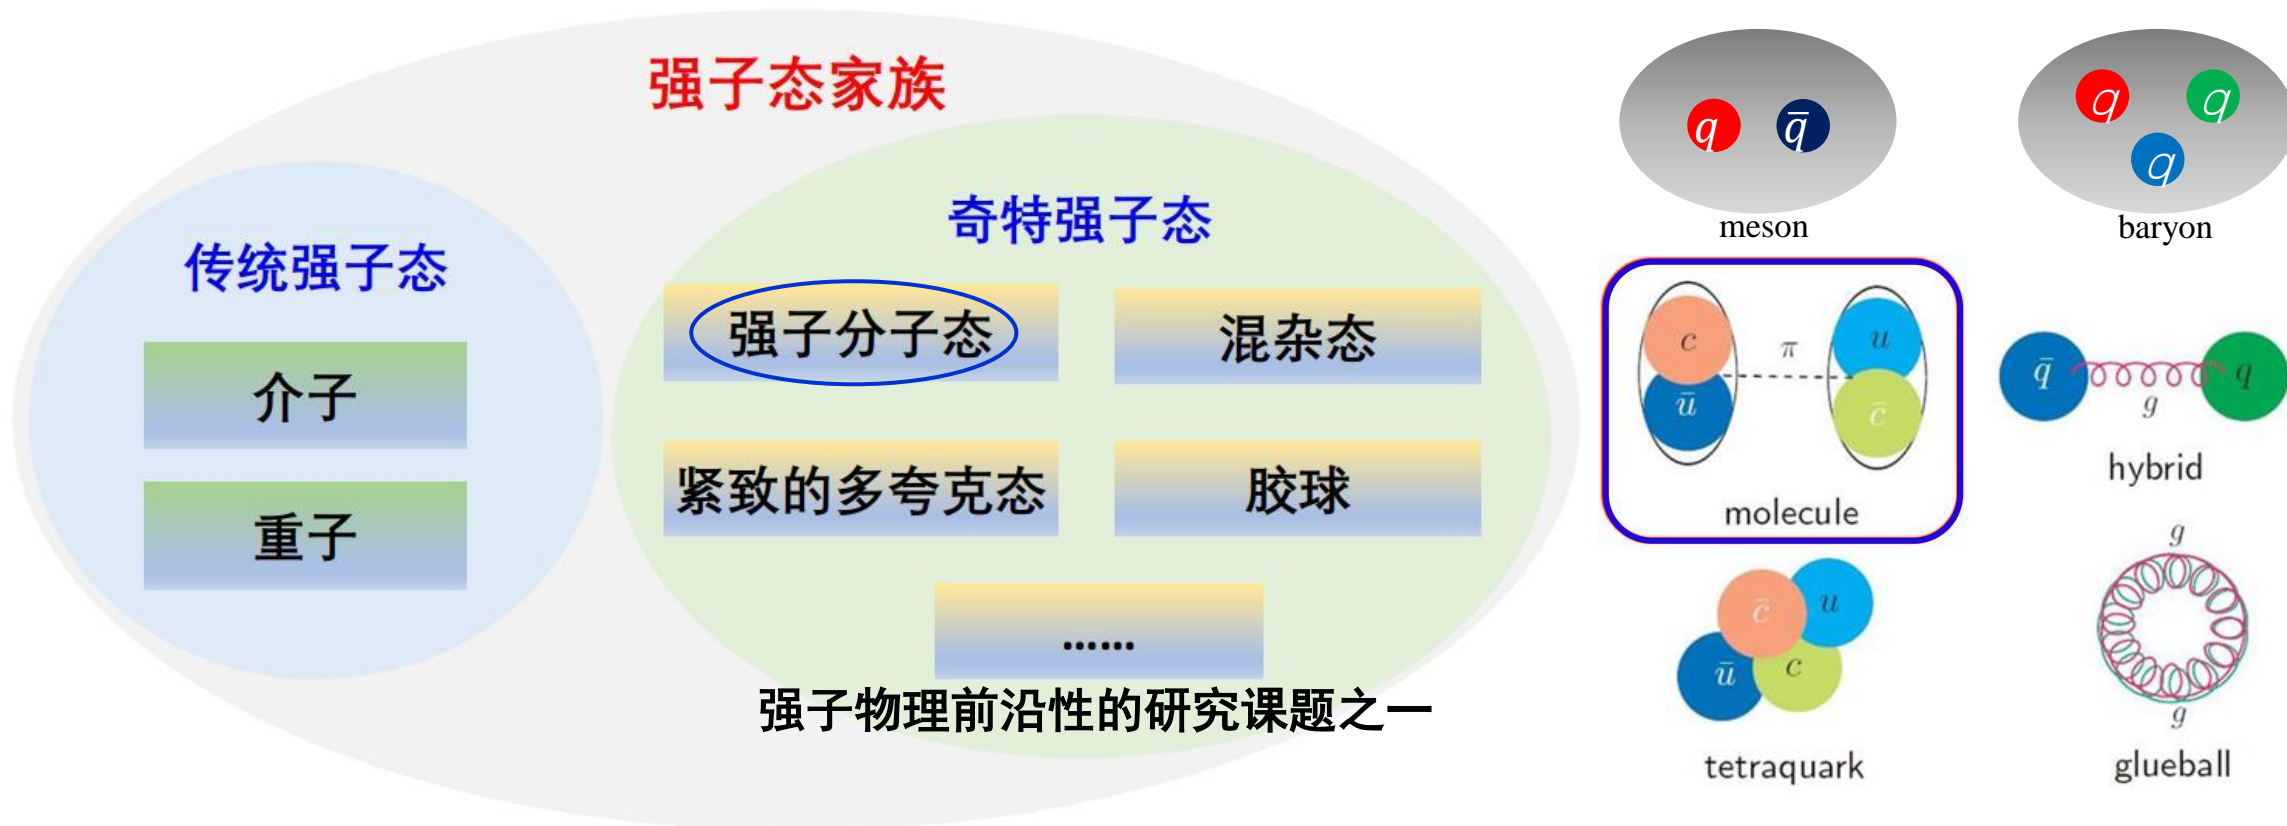 强子态家族
传统强子态
介子
重子
奇特强子态
强子分子态
混杂态
紧致的多夸克态
胶球
……
强子物理前沿性的研究课题之一
q q̄
meson
q q
q
baryon
c π u
ū c̄
molecule
q̄ g q
hybrid
c̄ u
ū c
tetraquark
g
g
glueball